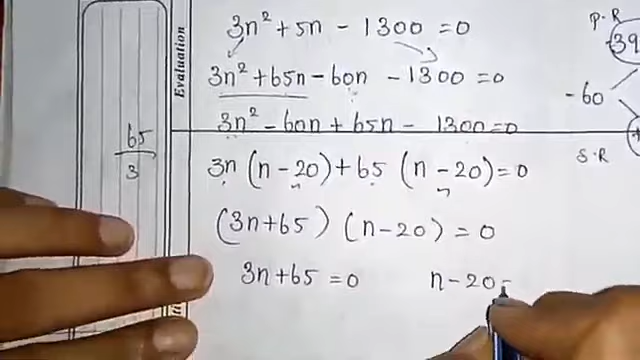 Evaluation
3n² + 5n - 1300 = 0
3n² + 65n - 60n - 1300 = 0
3n² - 60n + 65n - 1300 = 0
3n (n - 20) + 65 (n - 20) = 0
(3n + 65) (n - 20) = 0
3n + 65 = 0 n - 20 =
65
3
P.R
-39
-60
S.R